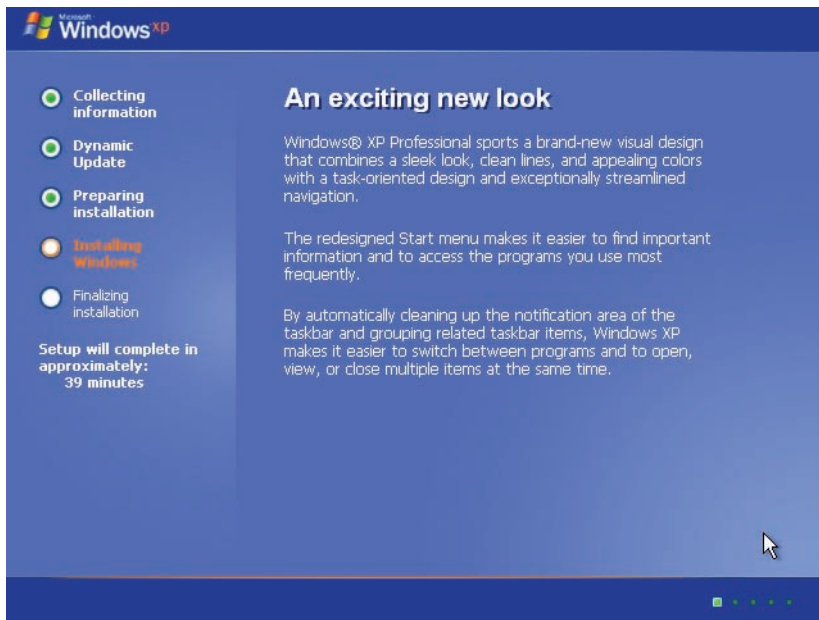 Microsoft
Windows xp
Collecting
information
Dynamic
Update
Preparing
installation
Installing
Windows
Finalizing
installation
Setup will complete in
approximately:
39 minutes
An exciting new look
Windows® XP Professional sports a brand-new visual design
that combines a sleek look, clean lines, and appealing colors
with a task-oriented design and exceptionally streamlined
navigation.
The redesigned Start menu makes it easier to find important
information and to access the programs you use most
frequently.
By automatically cleaning up the notification area of the
taskbar and grouping related taskbar items, Windows XP
makes it easier to switch between programs and to open,
view, or close multiple items at the same time.